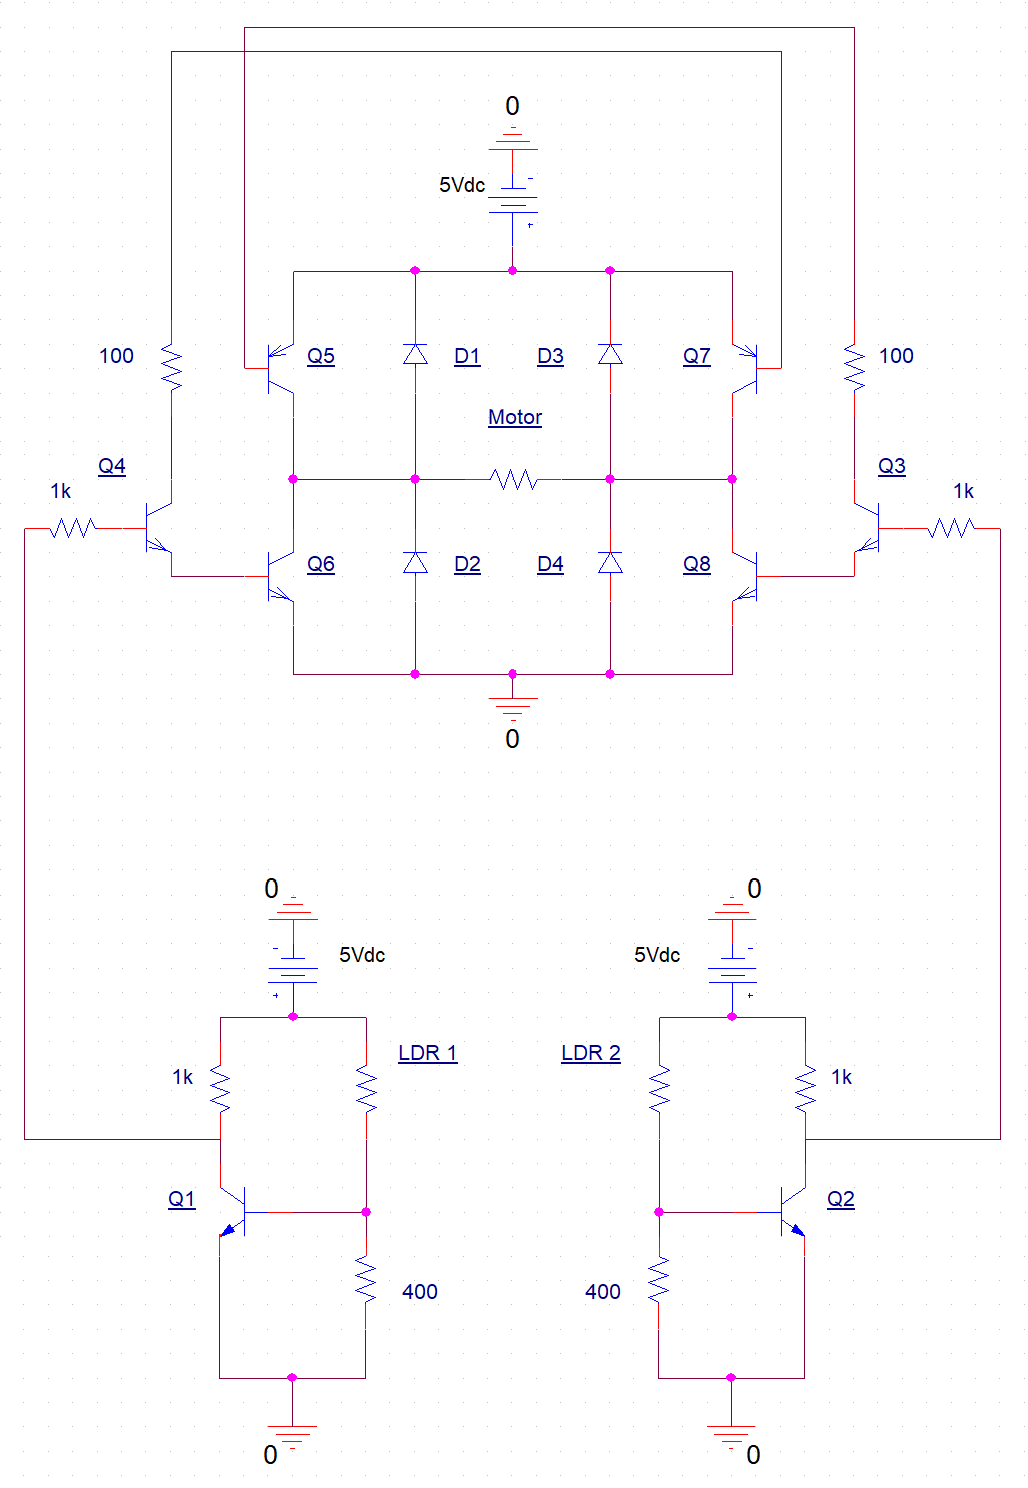 0
5Vdc
-
+
100
Q5
D1
D3
Q7
100
Motor
Q4
Q3
1k
1k
Q6
D2
D4
Q8
0
0
0
-
5Vdc
5Vdc
-
+
+
LDR 1
LDR 2
1k
1k
Q1
Q2
400
400
0
0